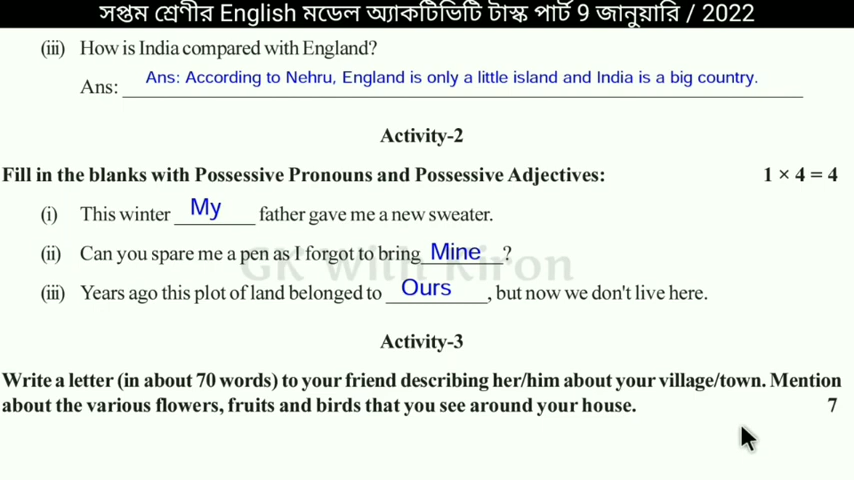 সপ্তম শ্রেণীর English মডেল অ্যাকটিভিটি টাস্ক পার্ট 9 জানুয়ারি / 2022
(iii) How is India compared with England?
Ans: According to Nehru, England is only a little island and India is a big country.
Ans:
Activity-2
Fill in the blanks with Possessive Pronouns and Possessive Adjectives: 1 × 4 = 4
(i) This winter My father gave me a new sweater.
(ii) Can you spare me a pen as I forgot to bring Mine ?
GK With Kiron
(iii) Years ago this plot of land belonged to Ours , but now we don't live here.
Activity-3
Write a letter (in about 70 words) to your friend describing her/him about your village/town. Mention
about the various flowers, fruits and birds that you see around your house. 7